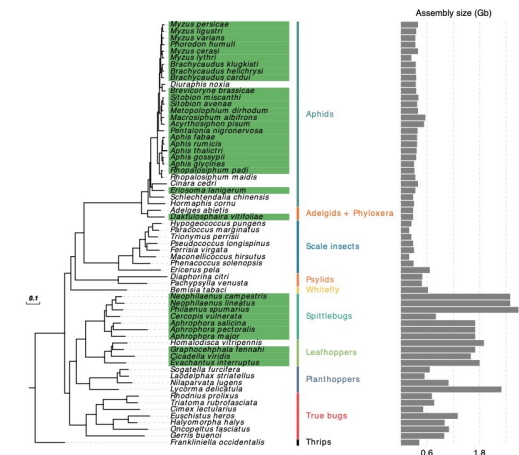 Assembly size (Gb)
Myzus persicae
Myzus ligustri
Myzus varians
Phorodon humuli
Myzus cerasi
Myzus lythri
Brachycaudus klugkisti
Brachycaudus helichrysi
Brachycaudus cardui
Diuraphis noxia
Brevicoryne brassicae
Sitobion miscanthi
Sitobion avenae
Metopolophium dirhodum
Macrosiphum albifrons
Acyrthosiphon pisum
Pentalonia nigronervosa
Aphis fabae
Aphis rumicis
Aphis thalictri
Aphis gossypii
Aphis glycines
Rhopalosiphum padi
Rhopalosiphum maidis
Cinara cedri
Eriosoma lanigerum
Schlechtendalia chinensis
Hormaphis cornu
Adelges abietis
Daktulosphaira vitifoliae
Hypogeococcus pungens
Paracoccus marginatus
Trionymus perrisii
Pseudococcus longispinus
Ferrisia virgata
Maconellicoccus hirsutus
Phenacoccus solenopsis
Ericerus pela
Diaphorina citri
Pachypsylla venusta
Bemisia tabaci
Neophilaenus campestris
Neophilaenus lineatus
Philaenus spumarius
Cercopis vulnerata
Aphrophora salicina
Aphrophora pectoralis
Aphrophora major
Homalodisca vitripennis
Graphocephala fennahi
Cicadella viridis
Evacanthus interruptus
Sogatella furcifera
Laodelphax striatellus
Nilaparvata lugens
Lycorma delicatula
Rhodnius prolixus
Triatoma rubrofasciata
Cimex lectularius
Euschistus heros
Halyomorpha halys
Oncopeltus fasciatus
Gerris buenoi
Frankliniella occidentalis
Aphids
Adelgids + Phyloxera
Scale insects
Psylids
Whitefly
Spittlebugs
Leafhoppers
Planthoppers
True bugs
Thrips
0.1
0.6 1.8